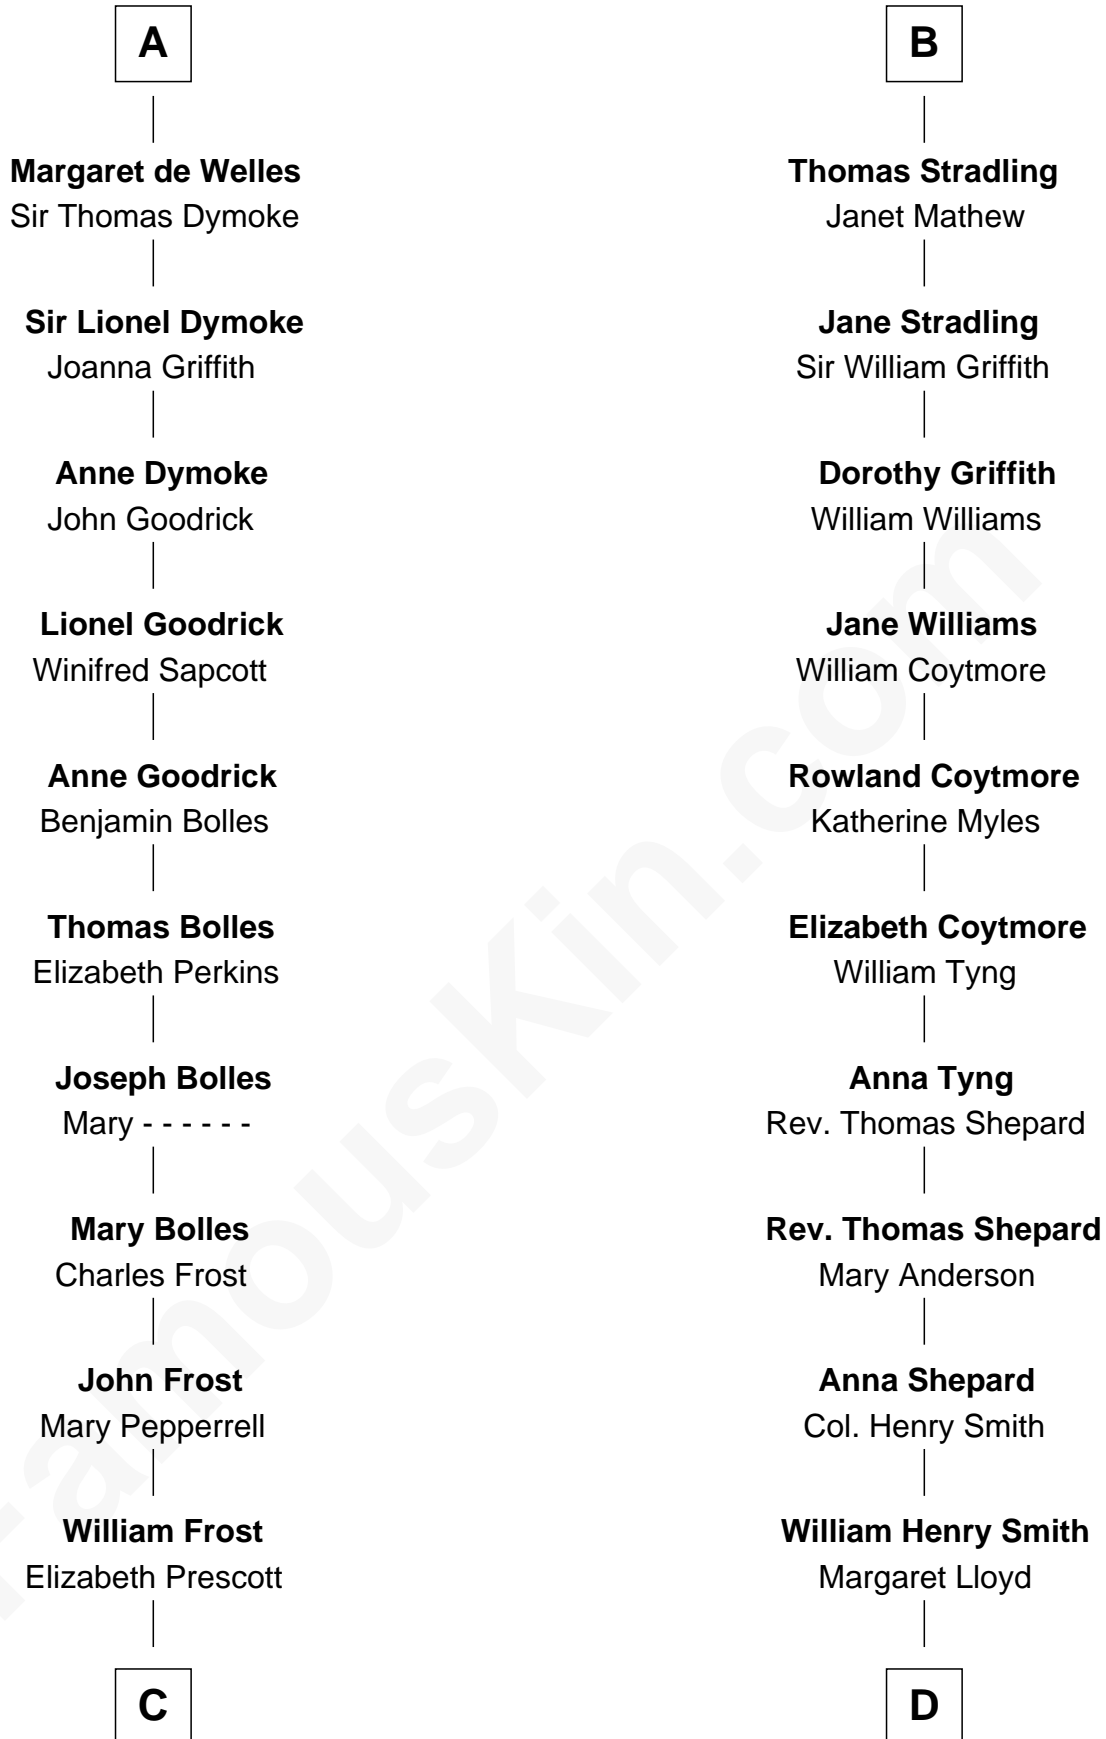 A
Margaret de Welles
Sir Thomas Dymoke
Sir Lionel Dymoke
Joanna Griffith
Anne Dymoke
John Goodrick
Lionel Goodrick
Winifred Sapcott
Anne Goodrick
Benjamin Bolles
Thomas Bolles
Elizabeth Perkins
Joseph Bolles
Mary - - - - - -
Mary Bolles
Charles Frost
John Frost
Mary Pepperrell
William Frost
Elizabeth Prescott
C
B
Thomas Stradling
Janet Mathew
Jane Stradling
Sir William Griffith
Dorothy Griffith
William Williams
Jane Williams
William Coytmore
Rowland Coytmore
Katherine Myles
Elizabeth Coytmore
William Tyng
Anna Tyng
Rev. Thomas Shepard
Rev. Thomas Shepard
Mary Anderson
Anna Shepard
Col. Henry Smith
William Henry Smith
Margaret Lloyd
D
FamousKin.com